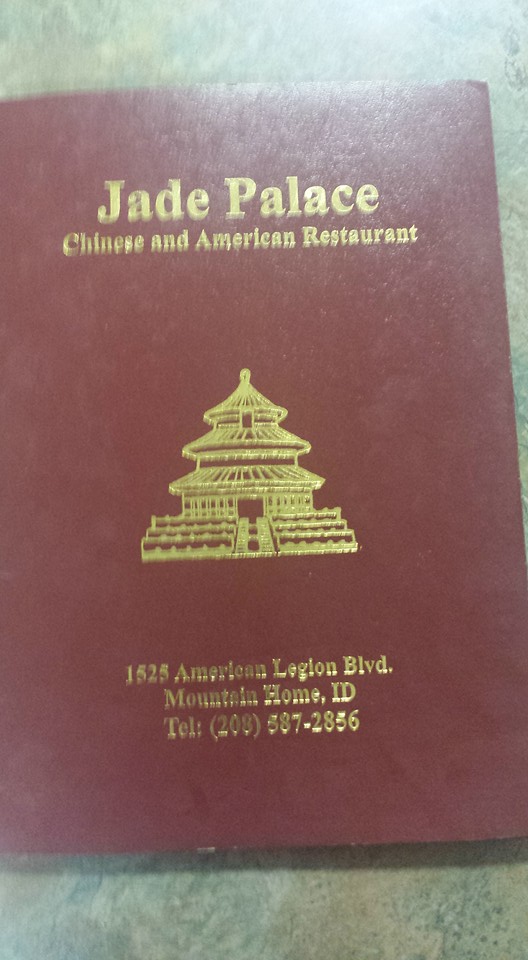 Jade Palace
Chinese and American Restaurant
1525 American Legion Blvd.
Mountain Home, ID
Tel: (208) 587-2856